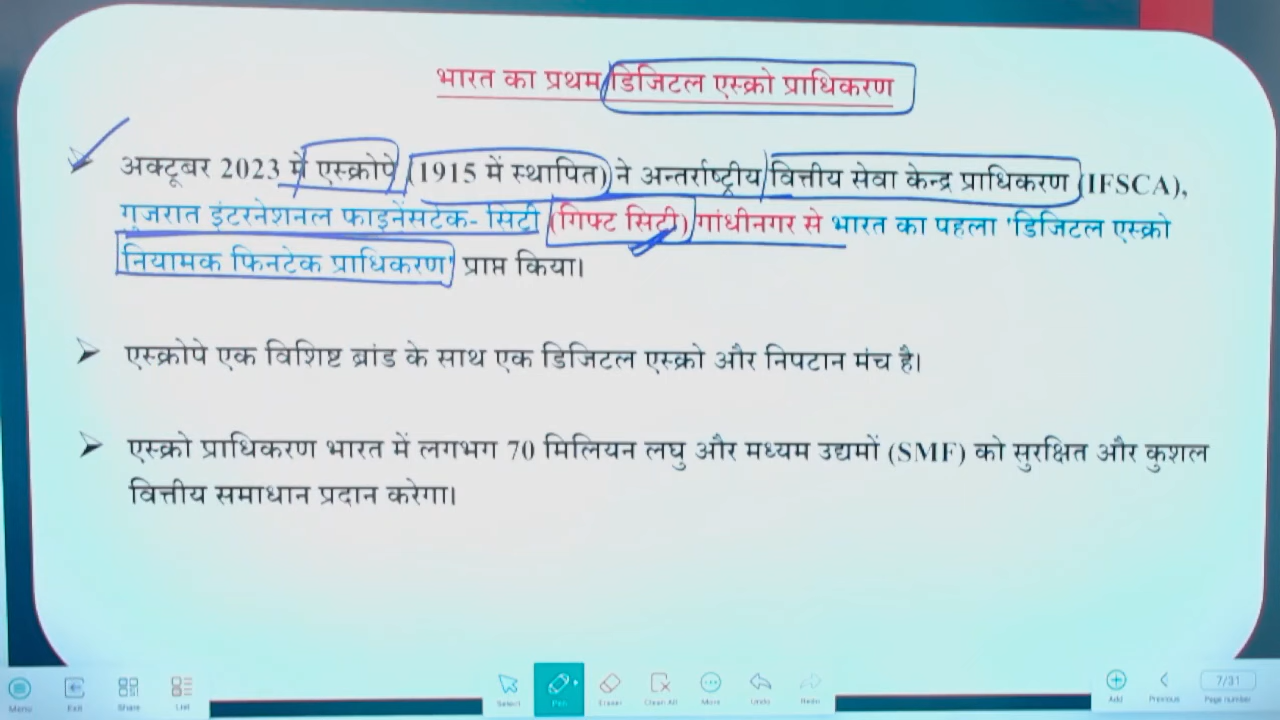 भारत का प्रथम डिजिटल एस्क्रो प्राधिकरण
अक्टूबर 2023 में एस्क्रोपे (1915 में स्थापित) ने अन्तर्राष्ट्रीय वित्तीय सेवा केन्द्र प्राधिकरण (IFSCA),
गुजरात इंटरनेशनल फाइनेंसटेक- सिटी (गिफ्ट सिटी) गांधीनगर से भारत का पहला 'डिजिटल एस्क्रो
नियामक फिनटेक प्राधिकरण' प्राप्त किया।
एस्क्रोपे एक विशिष्ट ब्रांड के साथ एक डिजिटल एस्क्रो और निपटान मंच है।
एस्क्रो प्राधिकरण भारत में लगभग 70 मिलियन लघु और मध्यम उद्यमों (SMF) को सुरक्षित और कुशल
वित्तीय समाधान प्रदान करेगा।
Menu Exit Share List Select Pen Eraser Clean All More Undo Redo Add Previous 7/31 Page number